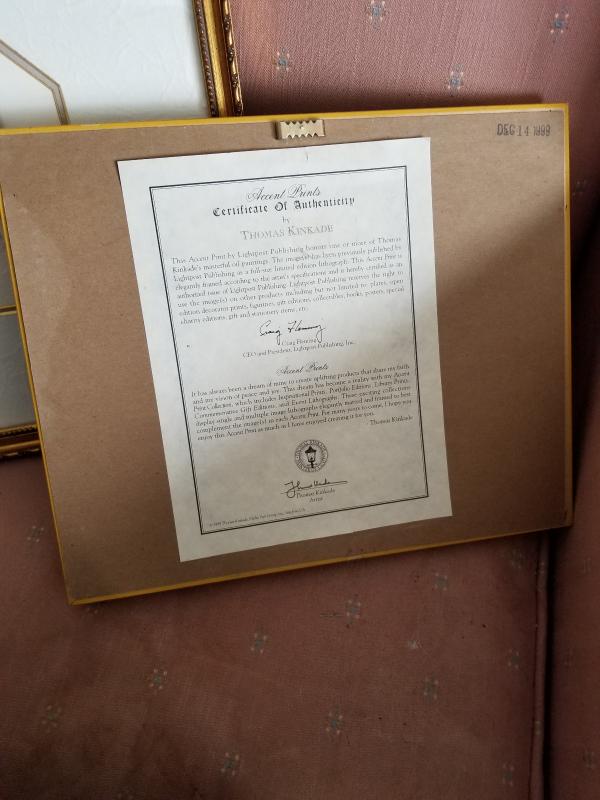 DEC 14 1999
Accent Prints
Certificate Of Authenticity
by
THOMAS KINKADE
This Accent Print by Lightpost Publishing honors one or more of Thomas
Kinkade's masterful oil paintings. The image(s) has been previously published by
Lightpost Publishing as a full-size limited edition lithograph. This Accent Print is
elegantly framed according to the artist's specifications and is hereby certified as an
authorized issue of Lightpost Publishing. Lightpost Publishing reserves the right to
use the image(s) on other products including but not limited to: plates, open
edition decorator prints, figurines, gift editions, collectibles, books, posters, special
charity editions, gift and stationery items, etc.
Craig Fleming
Craig Fleming
CEO and President, Lightpost Publishing, Inc.
Accent Prints
It has always been a dream of mine to create uplifting products that share my faith
and my vision of peace and joy. This dream has become a reality with my Accent
Print Collection, which includes Inspirational Prints, Portfolio Editions, Library Prints,
Commemorative Gift Editions, and Event Lithographs. These exciting collections
display single and multiple image lithographs elegantly matted and framed to best
complement the image(s) in each Accent Print. For many years to come, I hope you
enjoy this Accent Print as much as I have enjoyed creating it for you.
- Thomas Kinkade
Thomas Kinkade
Artist